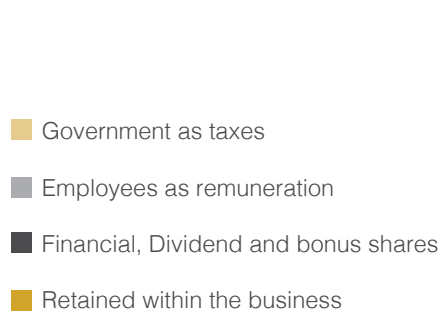 Government as taxes
Employees as remuneration
Financial, Dividend and bonus shares
Retained within the business